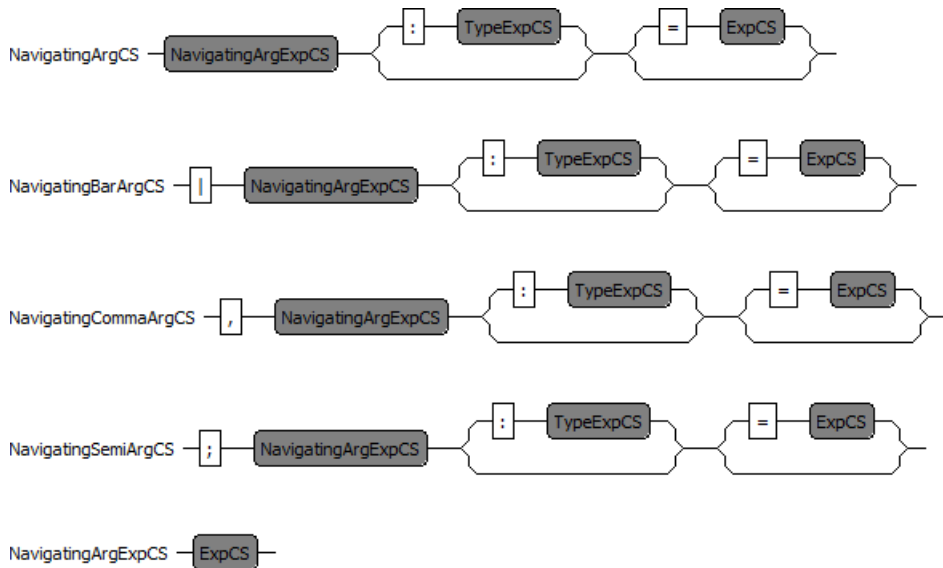 NavigatingArgCS NavigatingArgExpCS : TypeExpCS = ExpCS
NavigatingBarArgCS | NavigatingArgExpCS : TypeExpCS = ExpCS
NavigatingCommaArgCS , NavigatingArgExpCS : TypeExpCS = ExpCS
NavigatingSemiArgCS ; NavigatingArgExpCS : TypeExpCS = ExpCS
NavigatingArgExpCS ExpCS